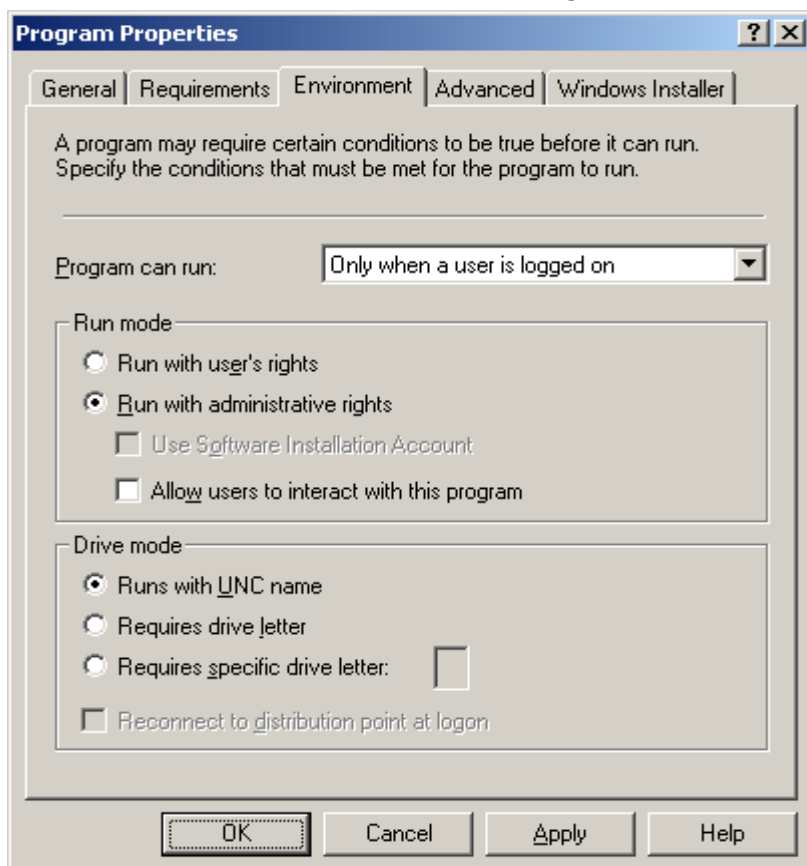 Program Properties
General Requirements Environment Advanced Windows Installer
A program may require certain conditions to be true before it can run.
Specify the conditions that must be met for the program to run.
Program can run: Only when a user is logged on
Run mode
Run with user's rights
Run with administrative rights
Use Software Installation Account
Allow users to interact with this program
Drive mode
Runs with UNC name
Requires drive letter
Requires specific drive letter:
Reconnect to distribution point at logon
OK Cancel Apply Help